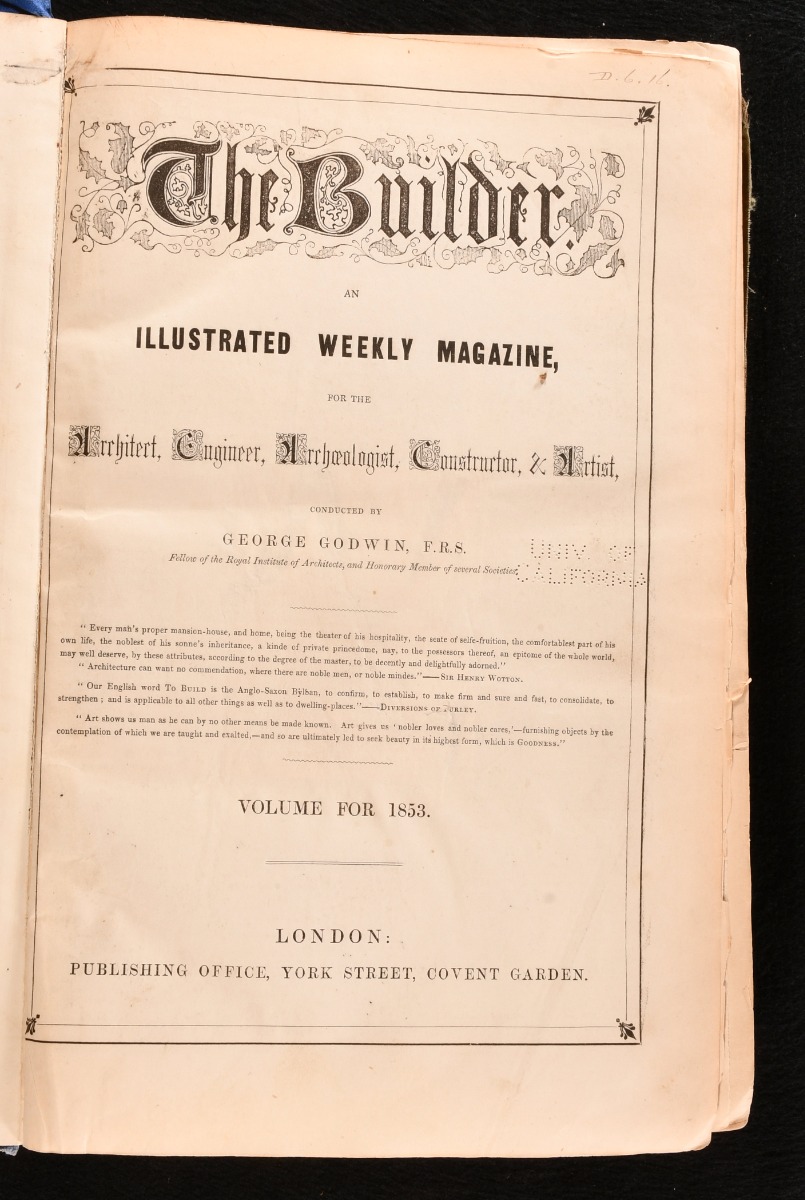 D. 6. 16.
The Builder.
AN
ILLUSTRATED WEEKLY MAGAZINE,
FOR THE
Architect, Engineer, Archœologist, Constructor, & Artist,
CONDUCTED BY
GEORGE GODWIN, F.R.S.
Fellow of the Royal Institute of Architects, and Honorary Member of several Societies.
UNIV. OF
CALIFORNIA
“ Every mah's proper mansion-house, and home, being the theater of his hospitality, the seate of selfe-fruition, the comfortablest part of his
own life, the noblest of his sonne's inheritance, a kinde of private princedome, nay, to the possessors thereof, an epitome of the whole world,
may well deserve, by these attributes, according to the degree of the master, to be decently and delightfully adorned.”
“ Architecture can want no commendation, where there are noble men, or noble mindes.”——SIR HENRY WOTTON.
“ Our English word TO BUILD is the Anglo-Saxon Bylban, to confirm, to establish, to make firm and sure and fast, to consolidate, to
strengthen ; and is applicable to all other things as well as to dwelling-places.”——DIVERSIONS OF PURLEY.
“ Art shows us man as he can by no other means be made known. Art gives us ‘ nobler loves and nobler cares,’—furnishing objects by the
contemplation of which we are taught and exalted,—and so are ultimately led to seek beauty in its highest form, which is GOODNESS.”
VOLUME FOR 1853.
LONDON:
PUBLISHING OFFICE, YORK STREET, COVENT GARDEN.